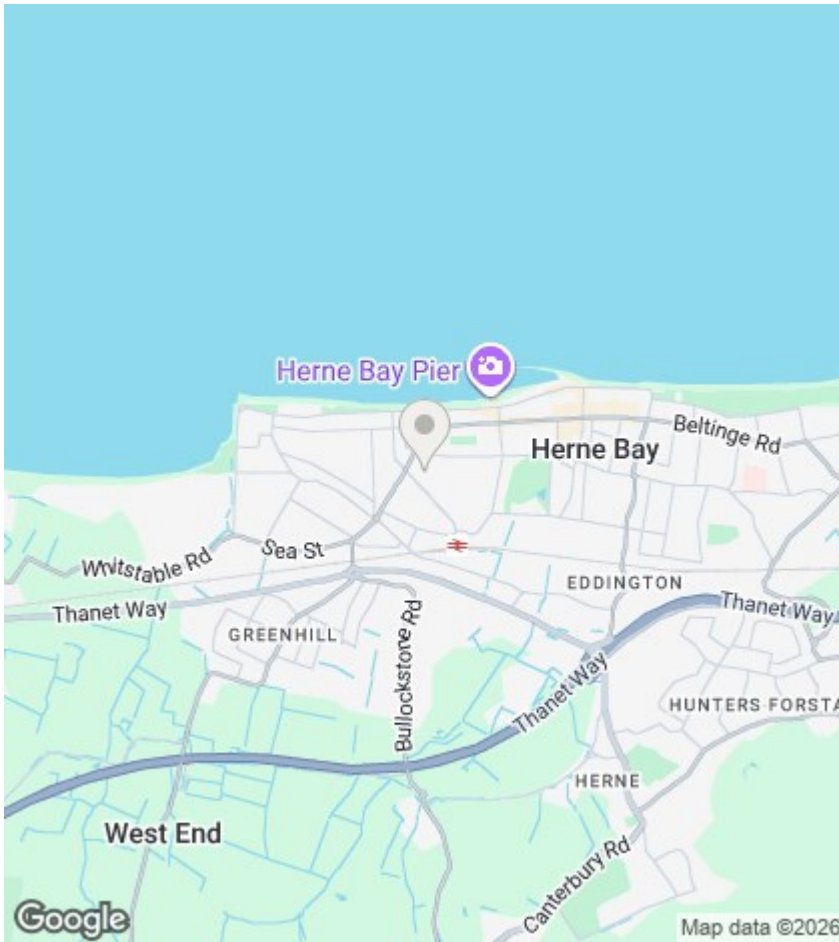 Herne Bay Pier
Beltinge Rd
Herne Bay
Sea St
Whitstable Rd
EDDINGTON
Thanet Way
Thanet Way
GREENHILL
Bullockstone Rd
Thanet Way
HUNTERS FORSTA
HERNE
West End
Canterbury Rd
Google
Map data ©2026